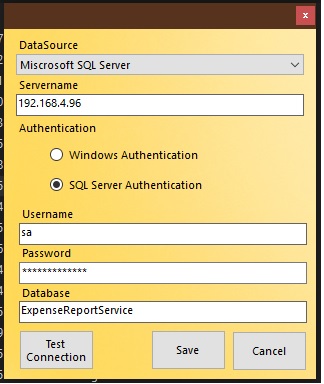 x
DataSource
Miscrosoft SQL Server
Servername
192.168.4.96
Authentication
Windows Authentication
SQL Server Authentication
Username
sa
Password
*************
Database
ExpenseReportService
Test
Connection
Save
Cancel